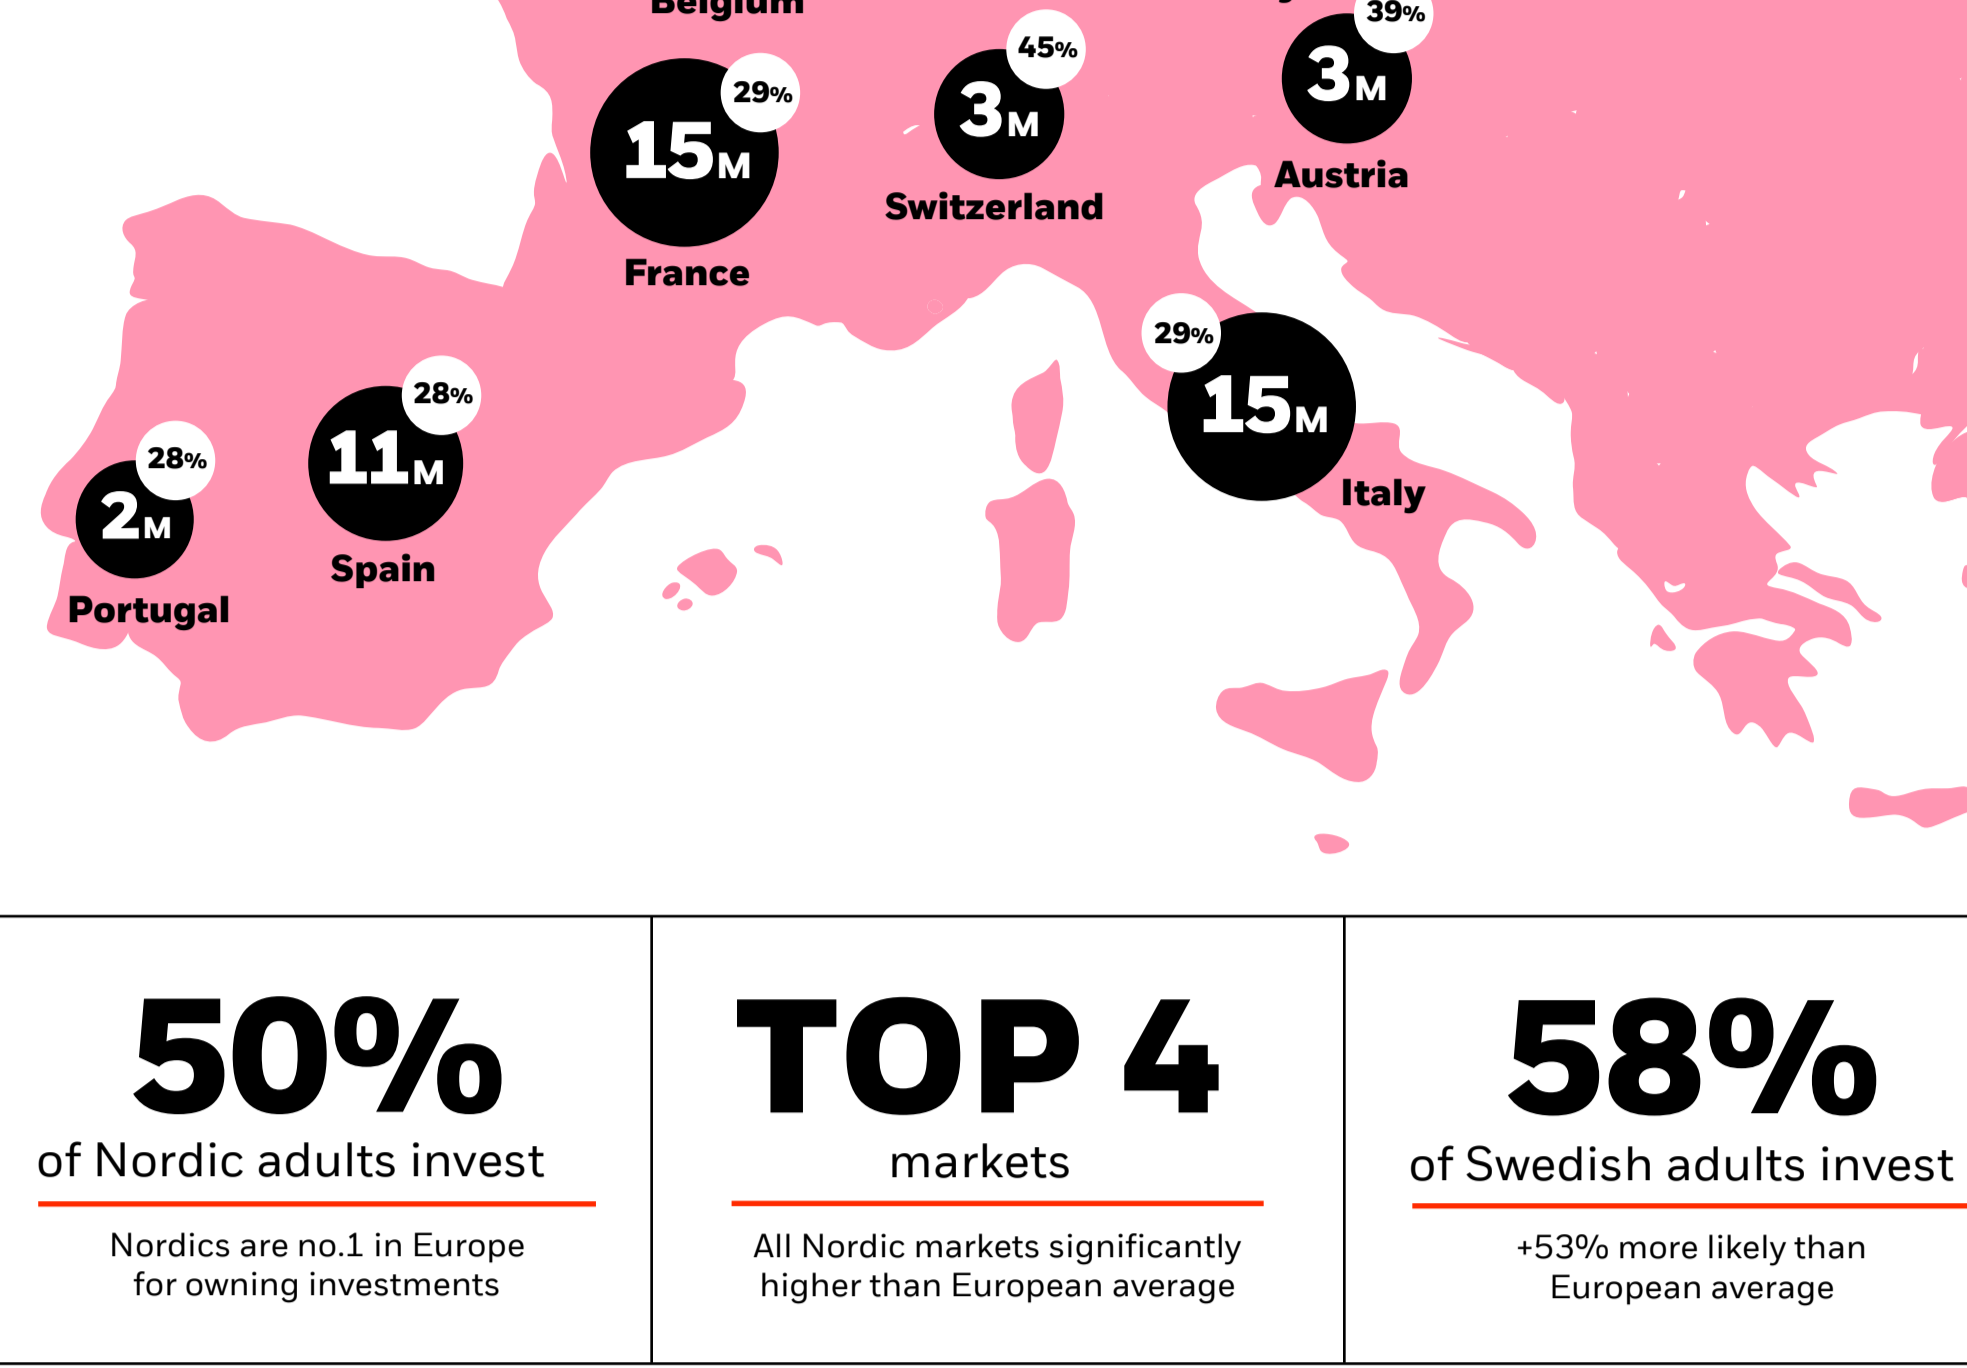 Belgium
39%
3M
Austria
45%
3M
Switzerland
29%
15M
France
29%
15M
Italy
28%
11M
Spain
28%
2M
Portugal
50%
of Nordic adults invest
Nordics are no.1 in Europe
for owning investments
TOP 4
markets
All Nordic markets significantly
higher than European average
58%
of Swedish adults invest
+53% more likely than
European average